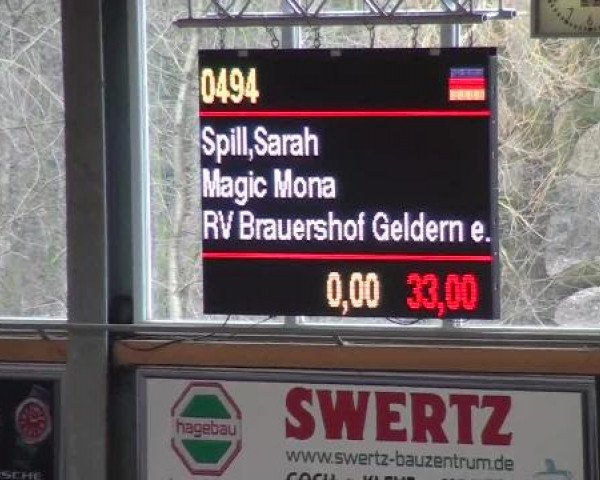 0494
Spill,Sarah
Magic Mona
RV Brauershof Geldern e.
0,00 33,00
hagebau
SWERTZ
www.swertz-bauzentrum.de